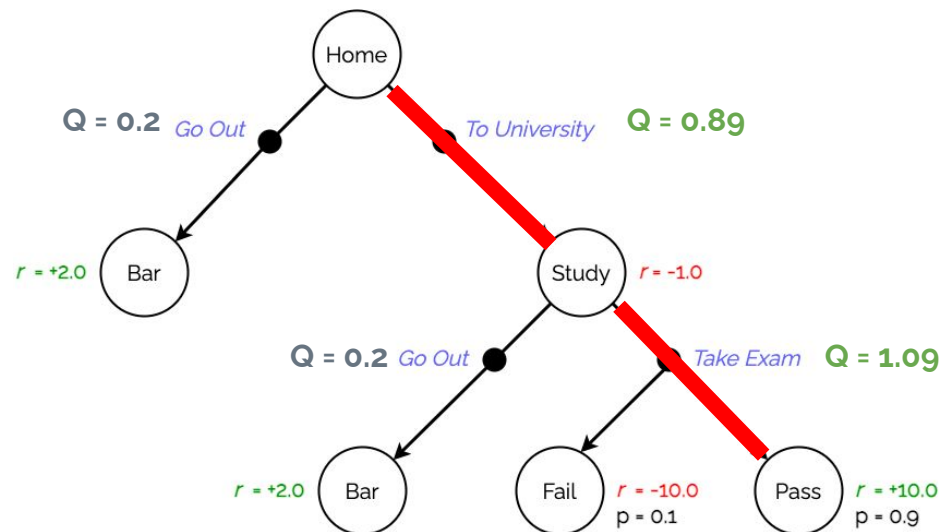 Home
Q = 0.2 Go Out
To University Q = 0.89
r = +2.0 Bar
Study r = -1.0
Q = 0.2 Go Out
Take Exam Q = 1.09
r = +2.0 Bar
Fail r = -10.0
p = 0.1
Pass r = +10.0
p = 0.9